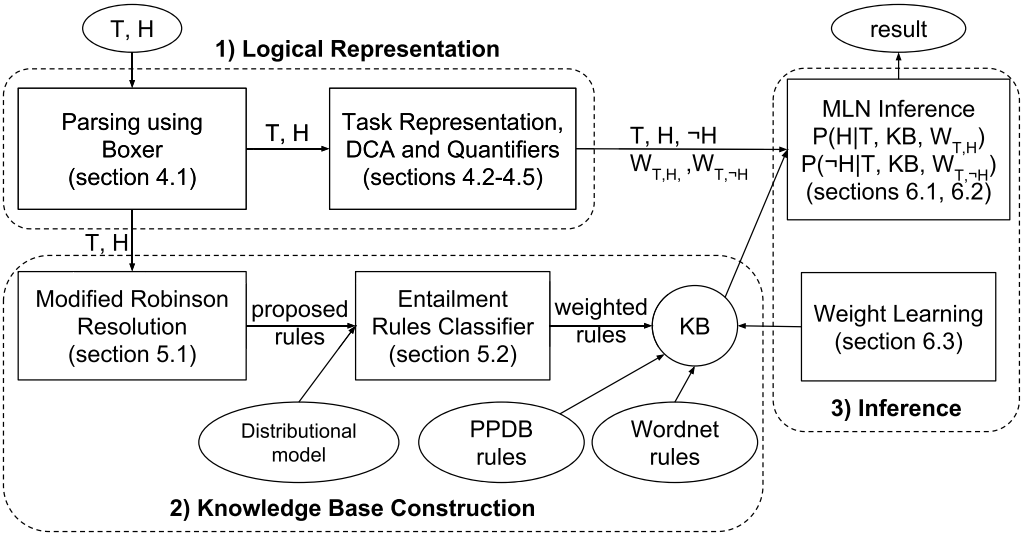 T, H
result
1) Logical Representation
Parsing using
Boxer
(section 4.1)
T, H
Task Representation,
DCA and Quantifiers
(sections 4.2-4.5)
T, H, ¬H
W_{T,H,} ,W_{T,¬H}
MLN Inference
P(H|T, KB, W_{T,H})
P(¬H|T, KB, W_{T,¬H})
(sections 6.1, 6.2)
T, H
Modified Robinson
Resolution
(section 5.1)
proposed
rules
Entailment
Rules Classifier
(section 5.2)
weighted
rules
KB
Weight Learning
(section 6.3)
3) Inference
Distributional
model
PPDB
rules
Wordnet
rules
2) Knowledge Base Construction